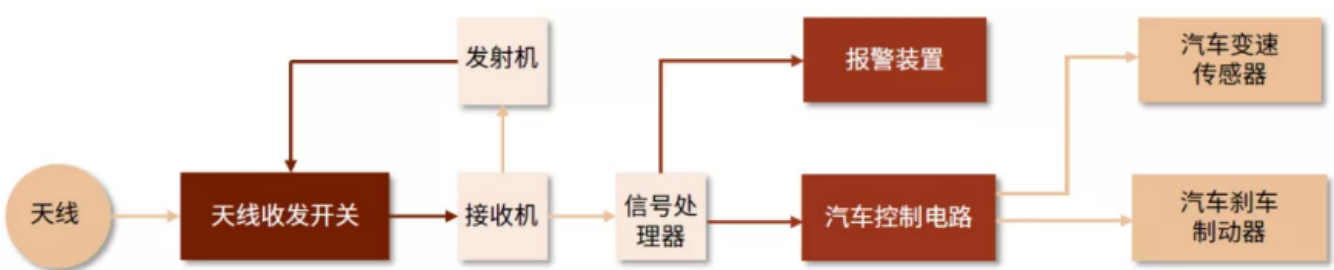 发射机
报警装置
汽车变速
传感器
天线
天线收发开关
接收机
信号处
理器
汽车控制电路
汽车刹车
制动器